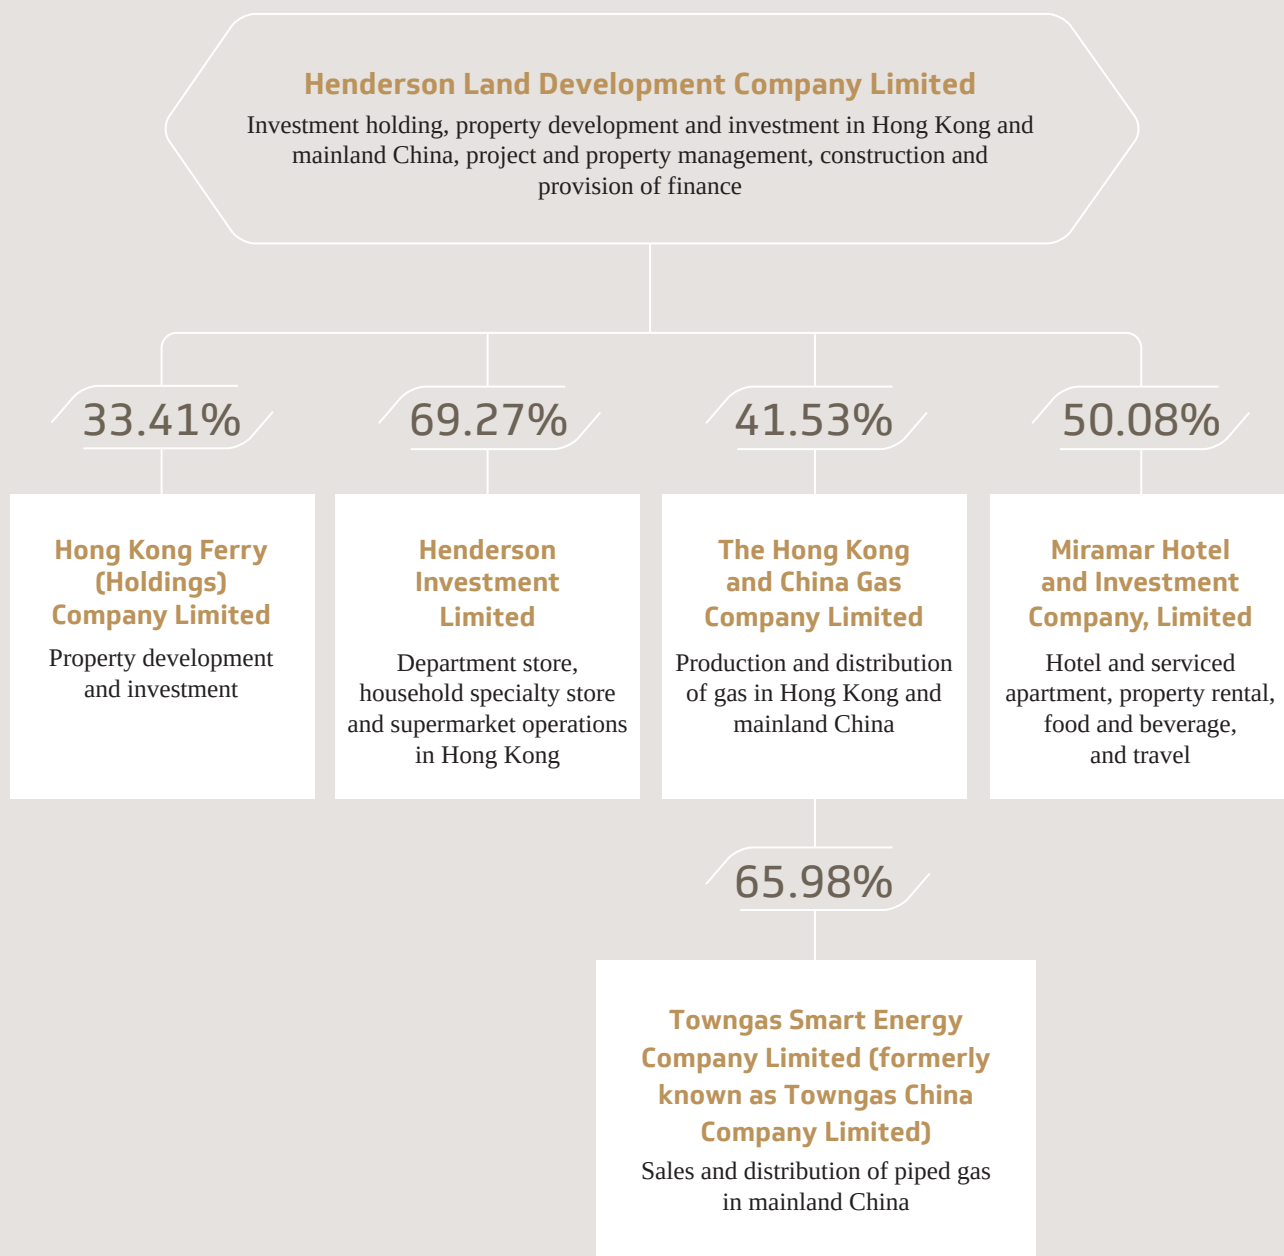 Henderson Land Development Company Limited
Investment holding, property development and investment in Hong Kong and
mainland China, project and property management, construction and
provision of finance
33.41%
69.27%
41.53%
50.08%
Hong Kong Ferry
(Holdings)
Company Limited
Property development
and investment
Henderson
Investment
Limited
Department store,
household specialty store
and supermarket operations
in Hong Kong
The Hong Kong
and China Gas
Company Limited
Production and distribution
of gas in Hong Kong and
mainland China
Miramar Hotel
and Investment
Company, Limited
Hotel and serviced
apartment, property rental,
food and beverage,
and travel
65.98%
Towngas Smart Energy
Company Limited (formerly
known as Towngas China
Company Limited)
Sales and distribution of piped gas
in mainland China